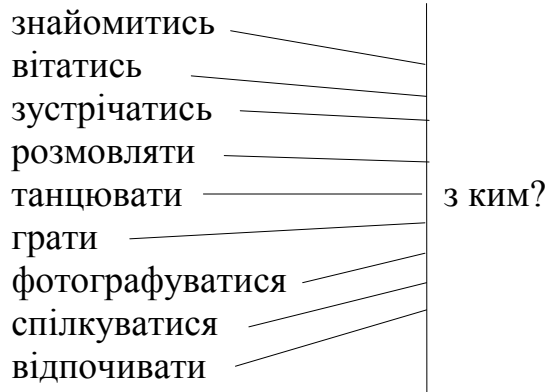 знайомитись
вітатись
зустрічатись
розмовляти
танцювати з ким?
грати
фотографуватися
спілкуватися
відпочивати